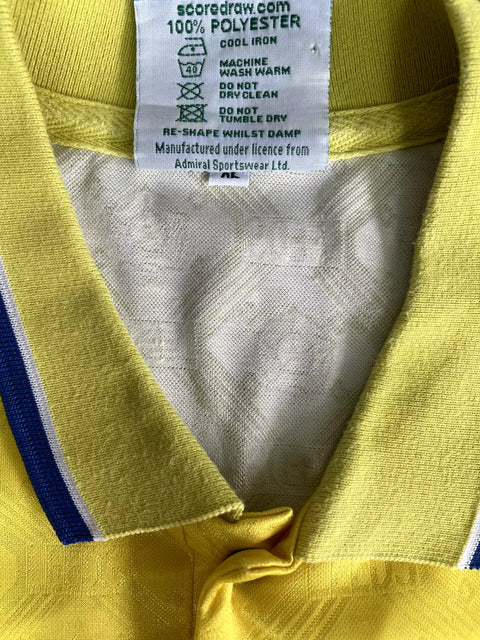 scoredraw.com
100% POLYESTER
COOL IRON
40
MACHINE
WASH WARM
DO NOT
DRY CLEAN
DO NOT
TUMBLE DRY
RE-SHAPE WHILST DAMP
Manufactured under licence from
Admiral Sportswear Ltd.